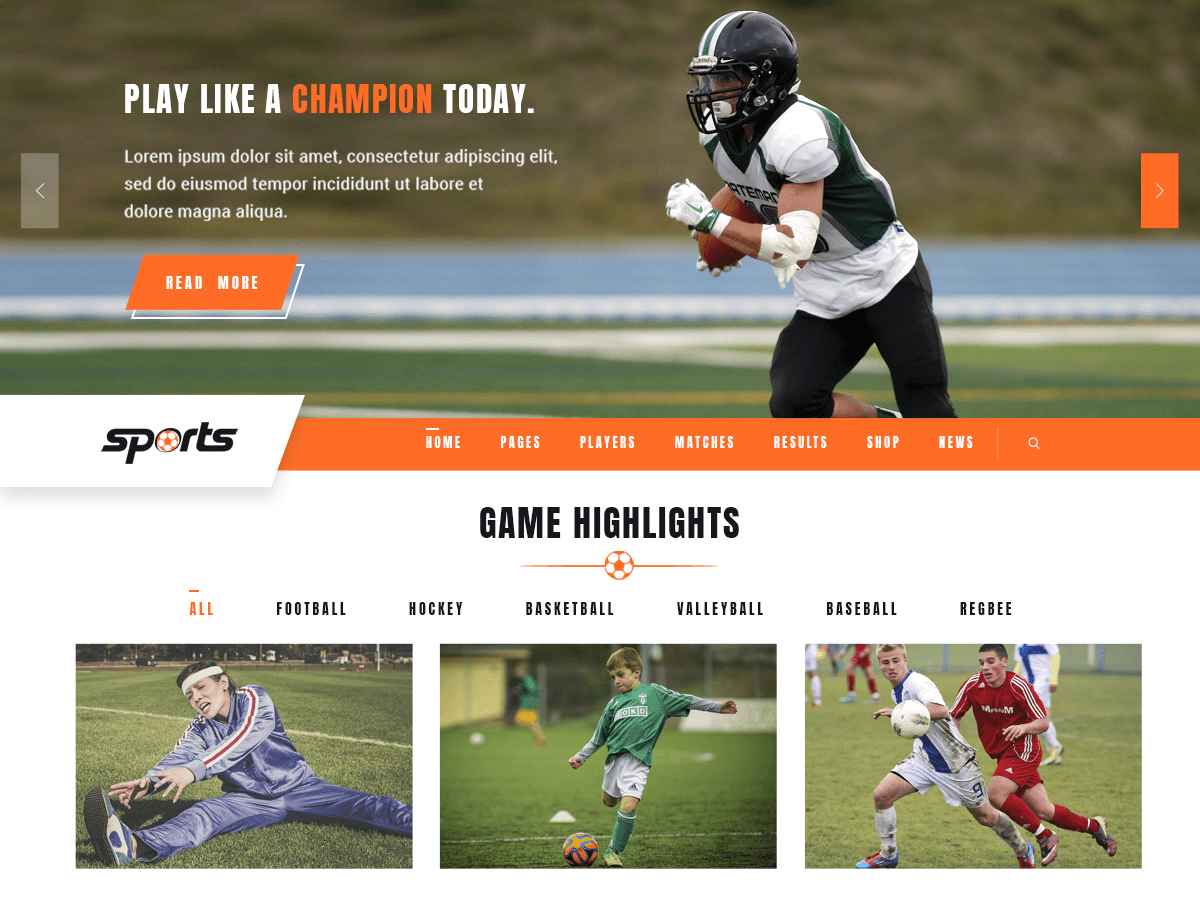 PLAY LIKE A CHAMPION TODAY.
Lorem ipsum dolor sit amet, consectetur adipiscing elit,
sed do eiusmod tempor incididunt ut labore et
dolore magna aliqua.
READ MORE
sports
HOME PAGES PLAYERS MATCHES RESULTS SHOP NEWS
GAME HIGHLIGHTS
ALL FOOTBALL HOCKEY BASKETBALL VALLEYBALL BASEBALL REGBEE
9